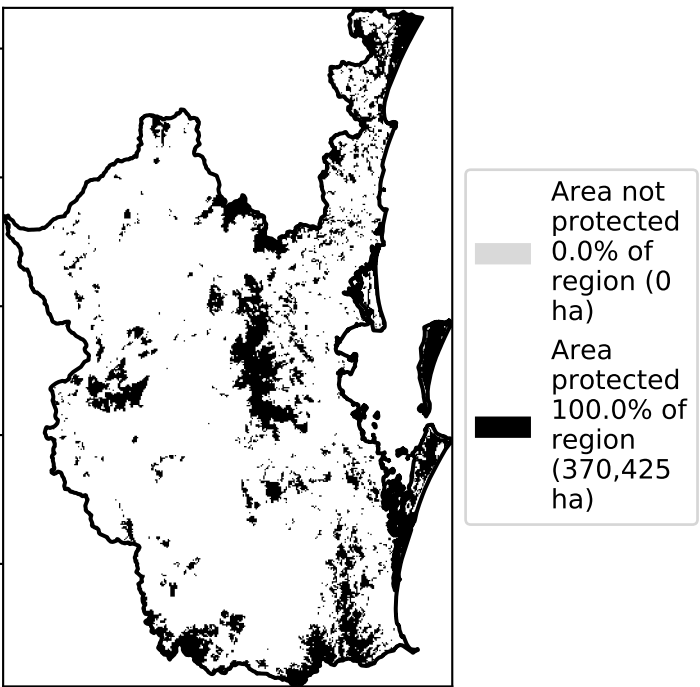 Area not
protected
0.0% of
region (0
ha)
Area
protected
100.0% of
region
(370,425
ha)